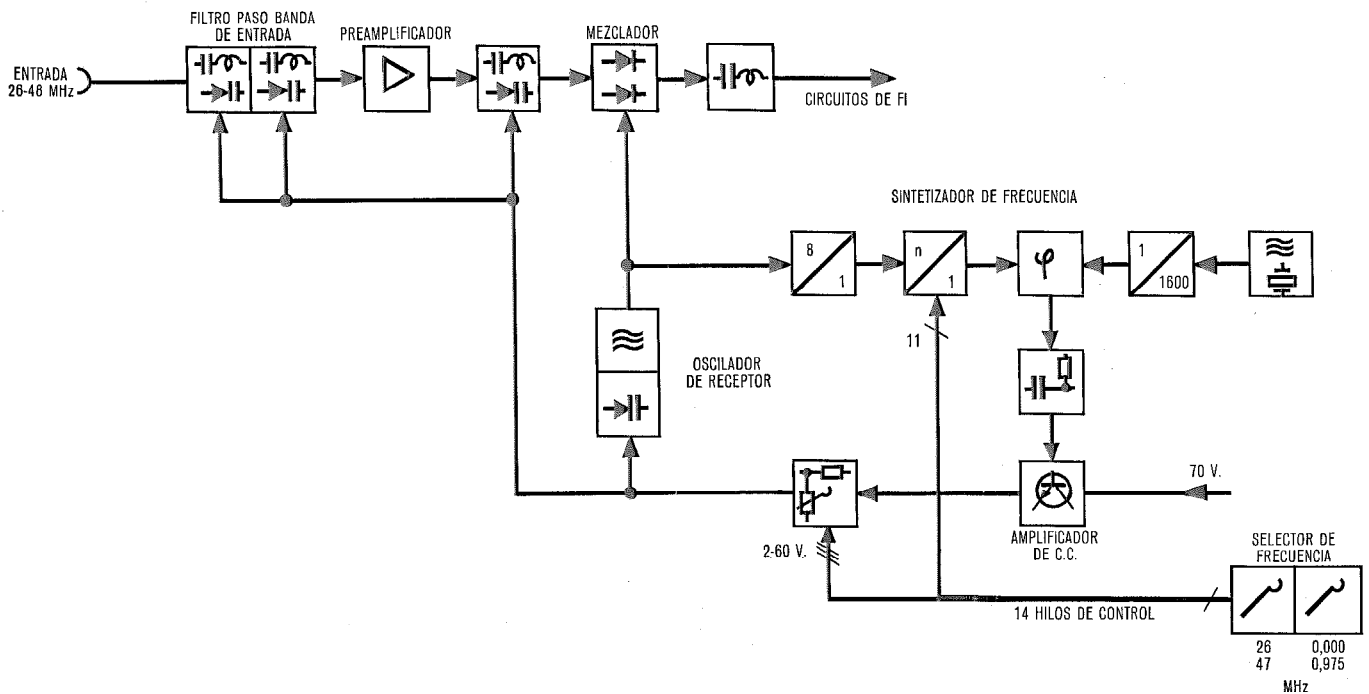 FILTRO PASO BANDA
DE ENTRADA
PREAMPLIFICADOR
MEZCLADOR
ENTRADA
26-48 MHz
CIRCUITOS DE FI
SINTETIZADOR DE FRECUENCIA
8
1
n
1
φ
1
1600
11
OSCILADOR
DE RECEPTOR
70 V.
2-60 V.
AMPLIFICADOR
DE C.C.
SELECTOR DE
FRECUENCIA
14 HILOS DE CONTROL
26 0,000
47 0,975
MHz